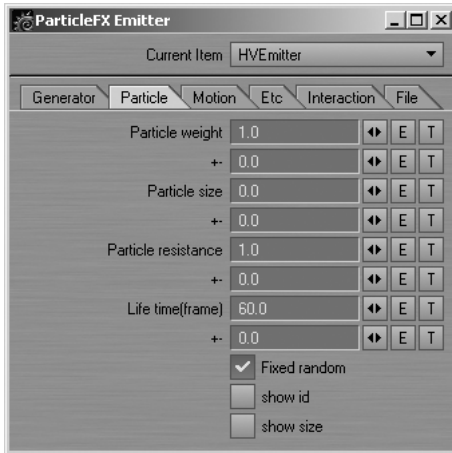 ParticleFX Emitter
Current Item HVEmitter
Generator Particle Motion Etc Interaction File
Particle weight 1.0 E T
+- 0.0 E T
Particle size 0.0 E T
+- 0.0 E T
Particle resistance 1.0 E T
+- 0.0 E T
Life time(frame) 60.0 E T
+- 0.0 E T
Fixed random
show id
show size